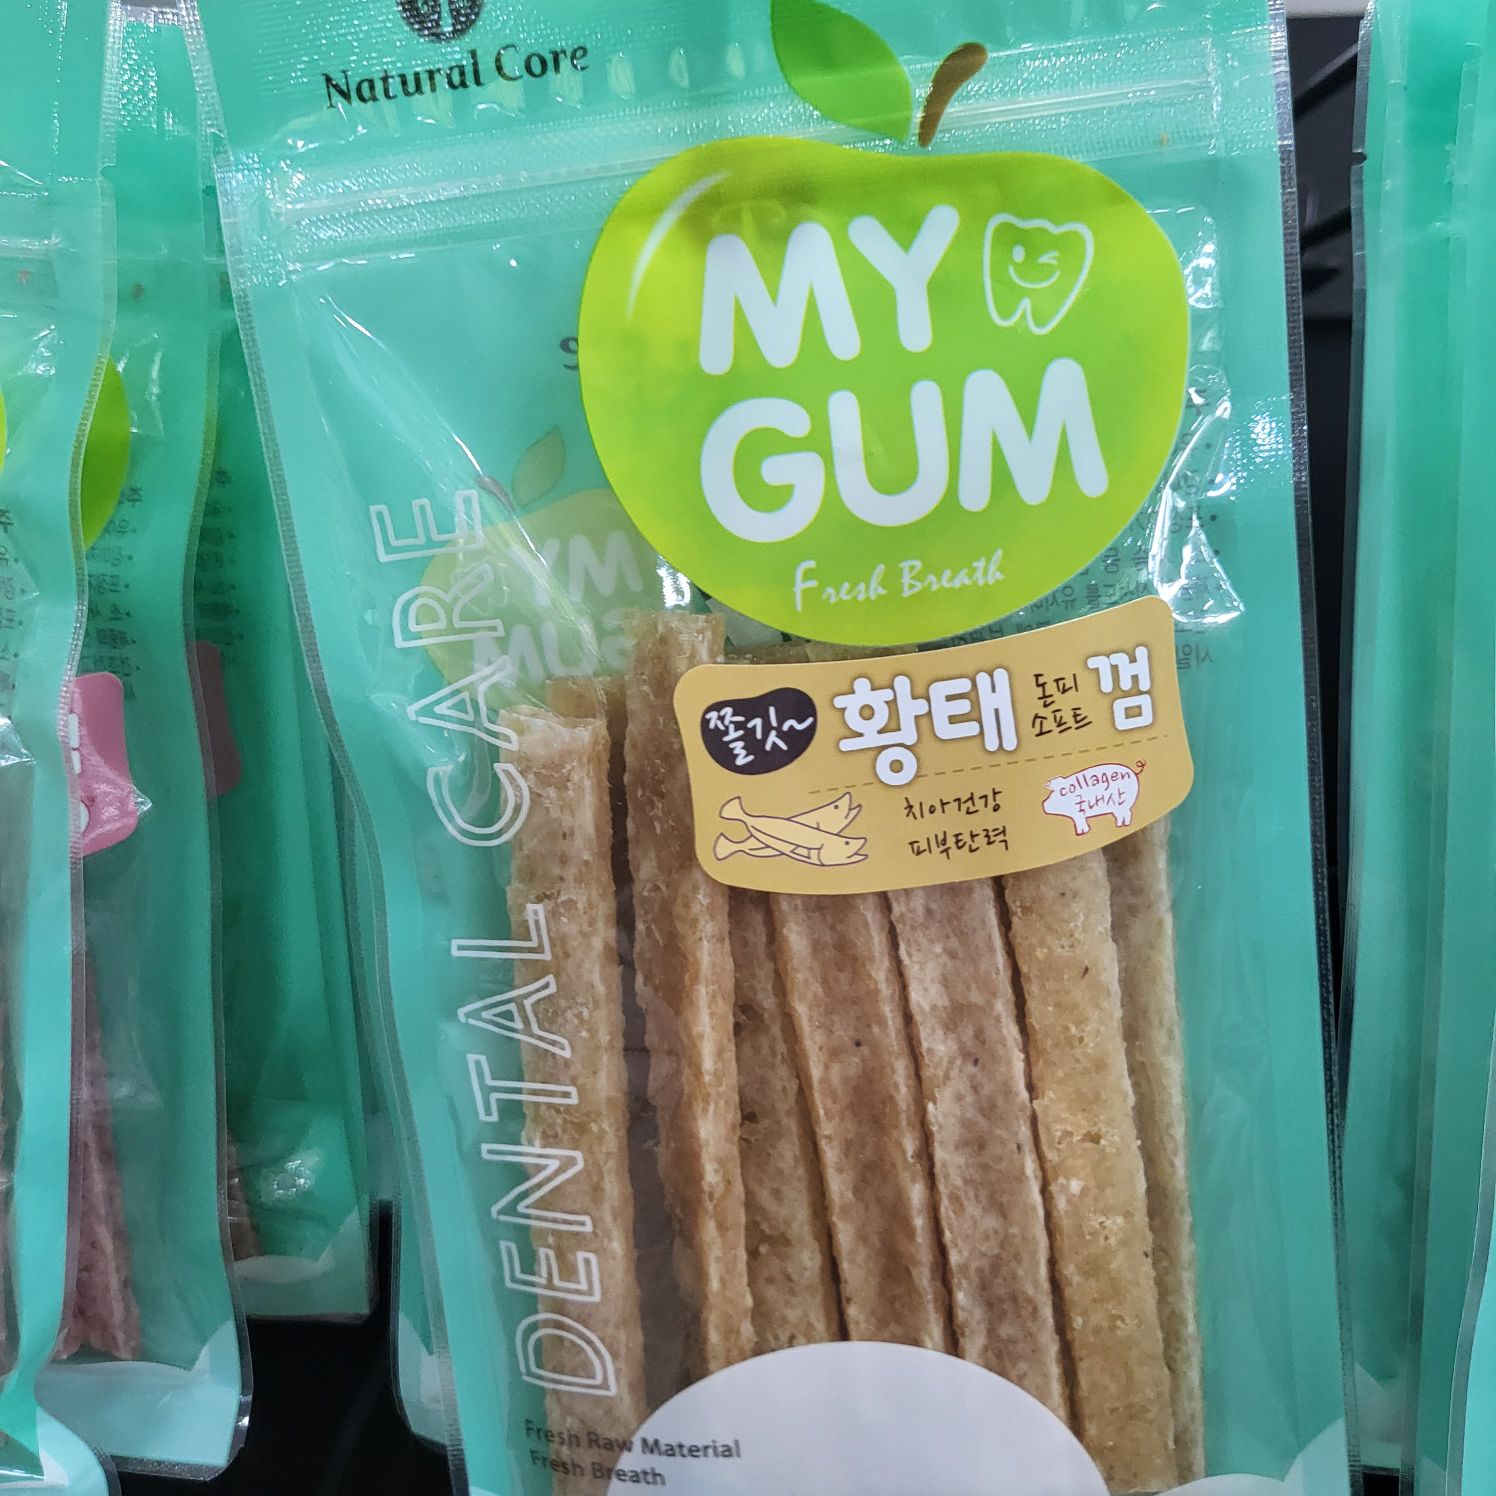 Natural Core
MY
GUM
Fresh Breath
쫄깃~
황태
돈피
소프트
껌
치아건강
피부탄력
collagen
국내산
DENTAL CARE
Fresh Raw Material
Fresh Breath